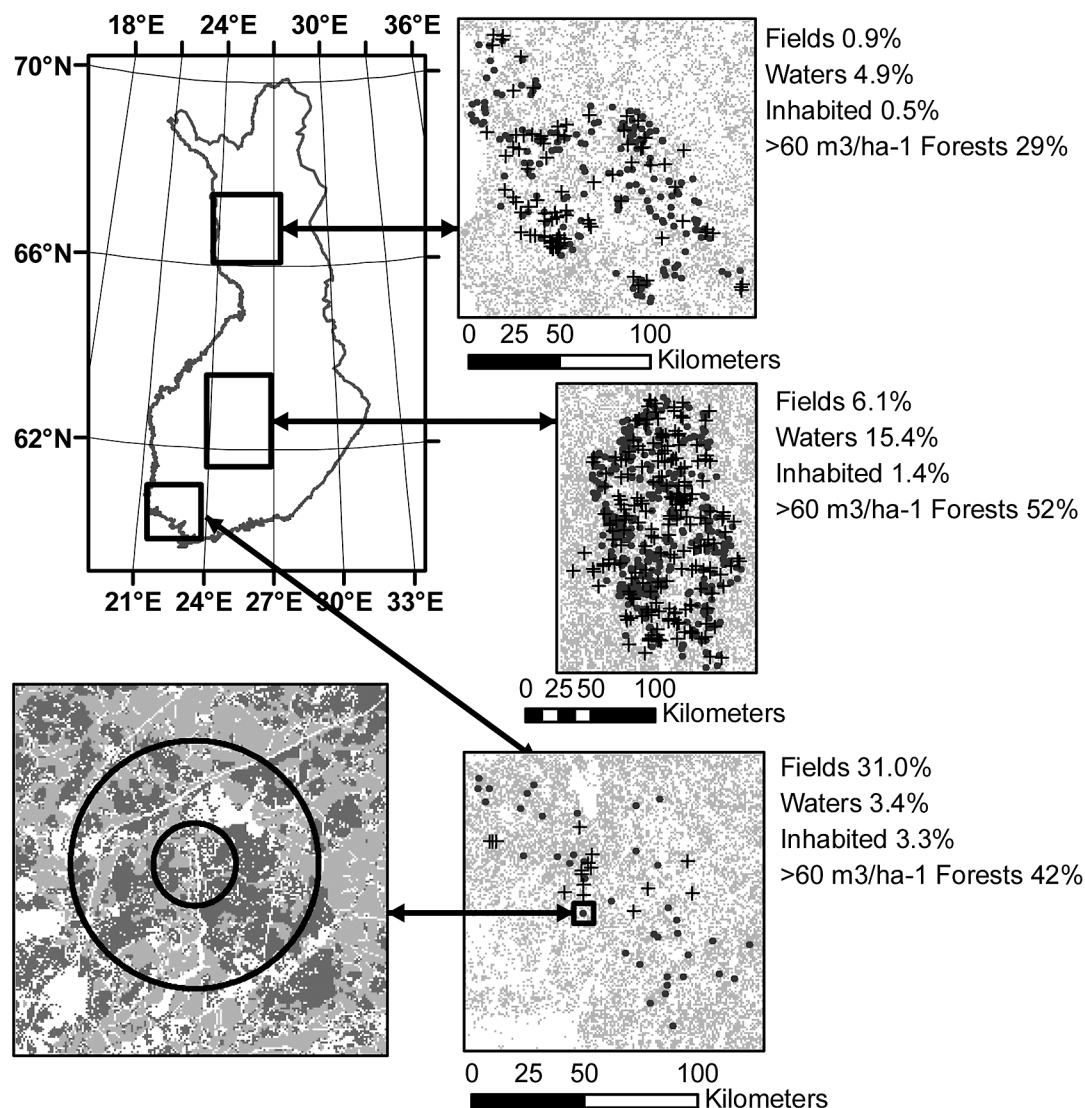 18°E 24°E 30°E 36°E
70°N
66°N
62°N
21°E 24°E 27°E 30°E 33°E
Fields 0.9%
Waters 4.9%
Inhabited 0.5%
>60 m3/ha-1 Forests 29%
0 25 50 100
Kilometers
Fields 6.1%
Waters 15.4%
Inhabited 1.4%
>60 m3/ha-1 Forests 52%
0 25 50 100
Kilometers
Fields 31.0%
Waters 3.4%
Inhabited 3.3%
>60 m3/ha-1 Forests 42%
0 25 50 100
Kilometers